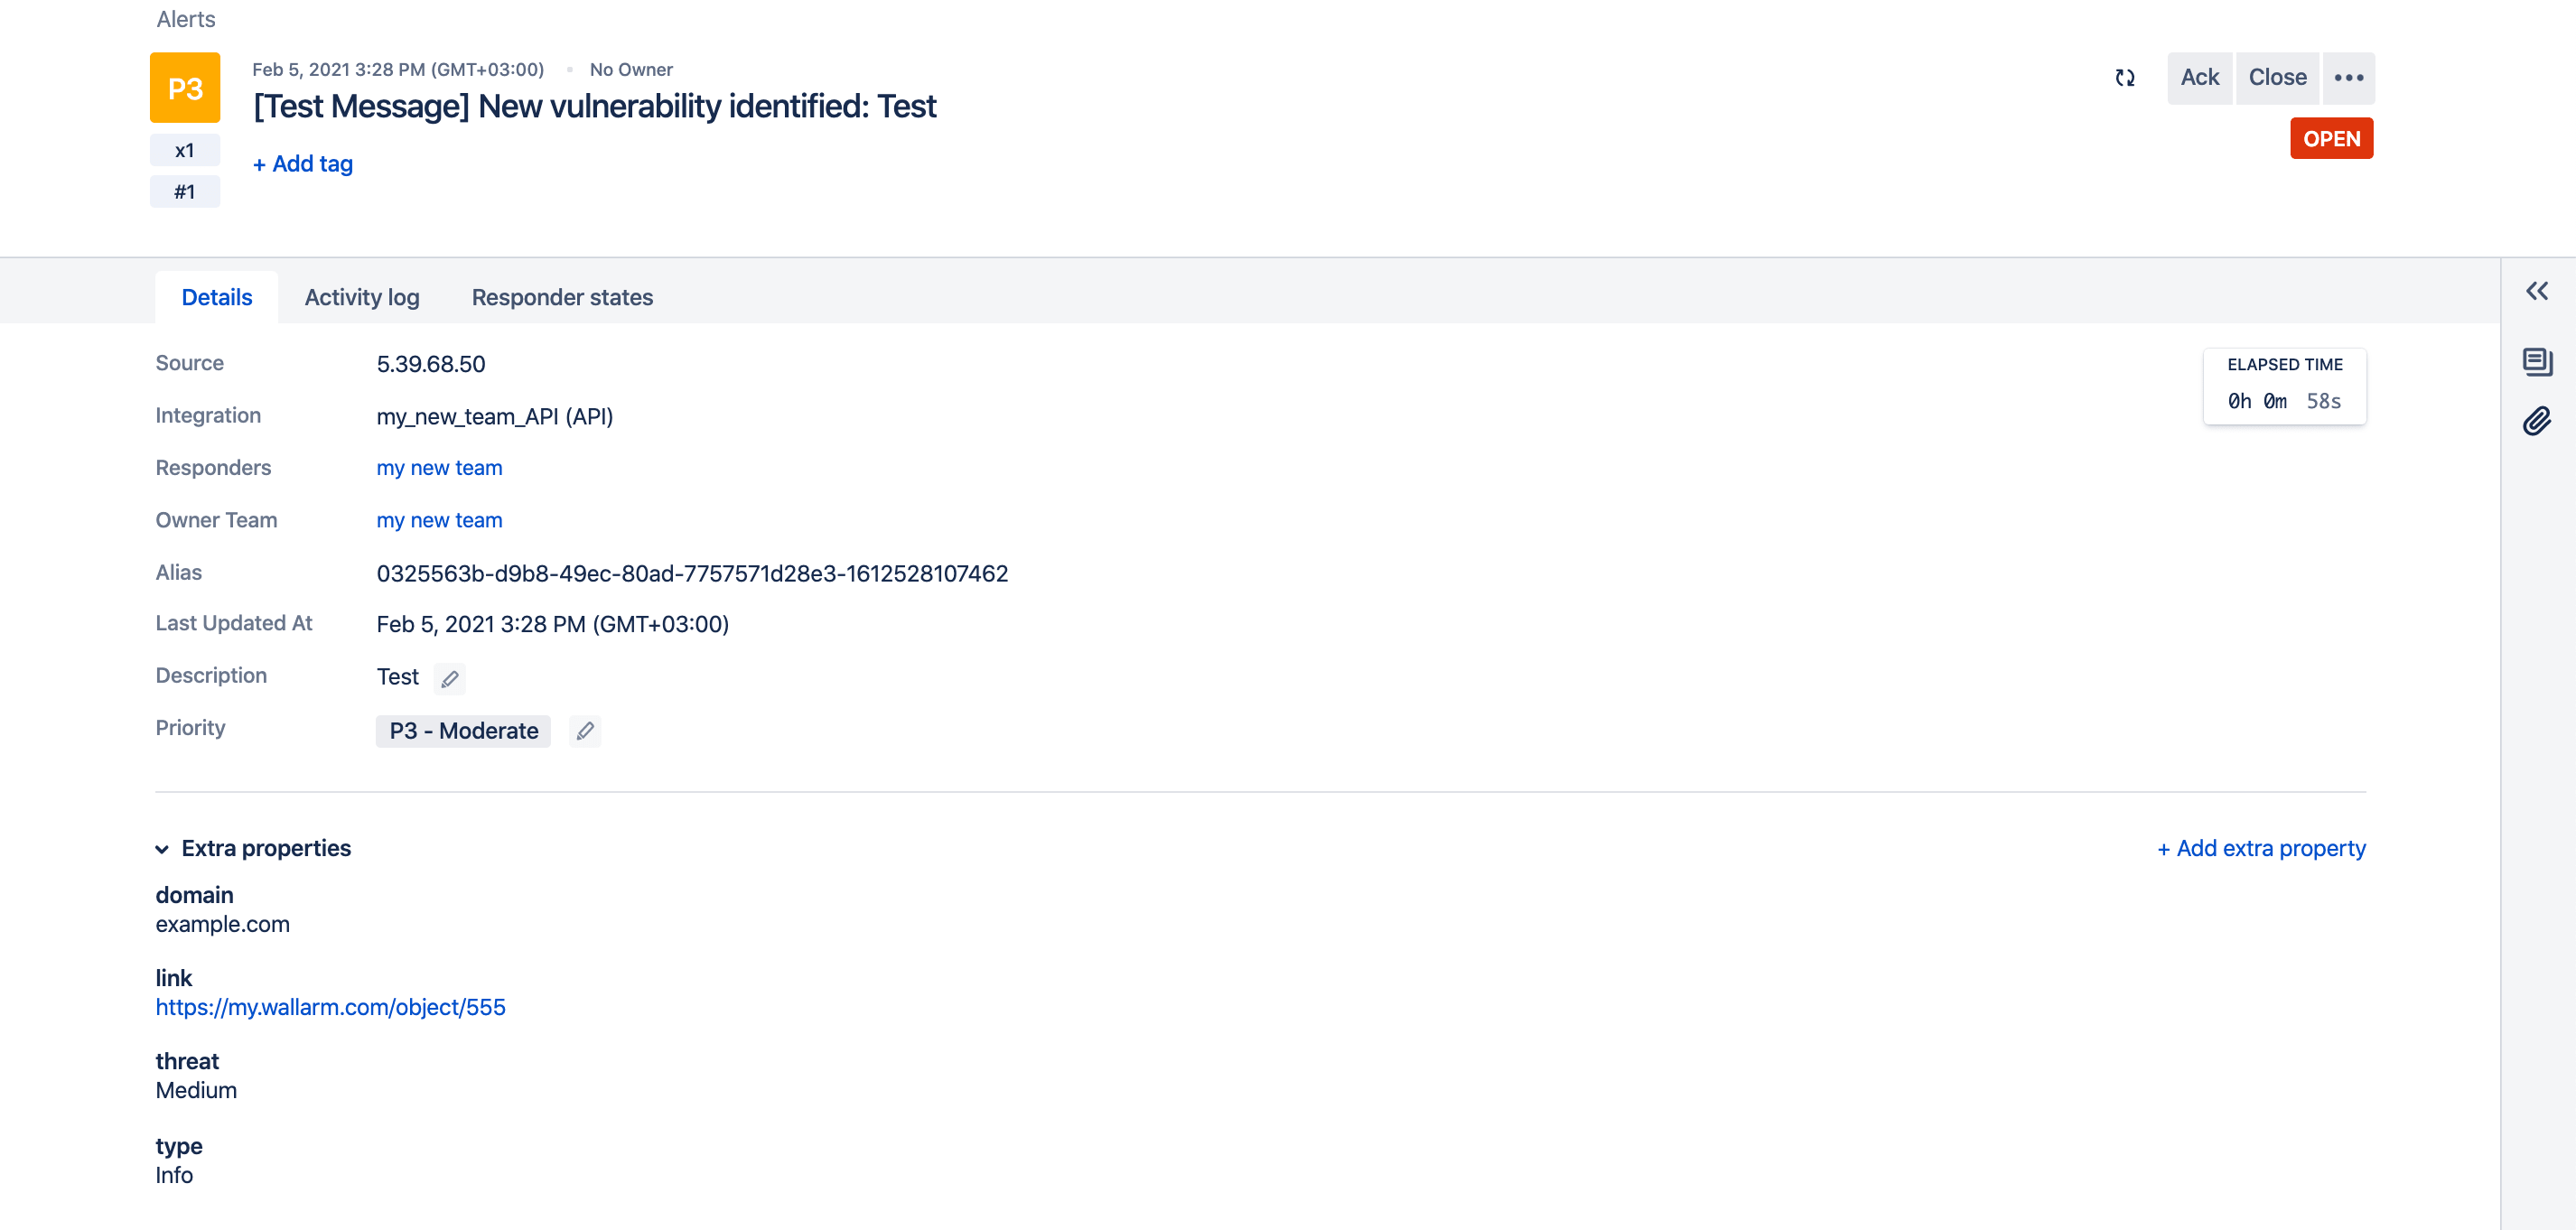 Alerts
P3
Feb 5, 2021 3:28 PM (GMT+03:00) • No Owner
Ack
Close
[Test Message] New vulnerability identified: Test
OPEN
x1
+ Add tag
#1
Details
Activity log
Responder states
Source
5.39.68.50
ELAPSED TIME
0h 0m 58s
Integration
my_new_team_API (API)
Responders
my new team
Owner Team
my new team
Alias
0325563b-d9b8-49ec-80ad-7757571d28e3-1612528107462
Last Updated At
Feb 5, 2021 3:28 PM (GMT+03:00)
Description
Test
Priority
P3 - Moderate
Extra properties
+ Add extra property
domain
example.com
link
https://my.wallarm.com/object/555
threat
Medium
type
Info